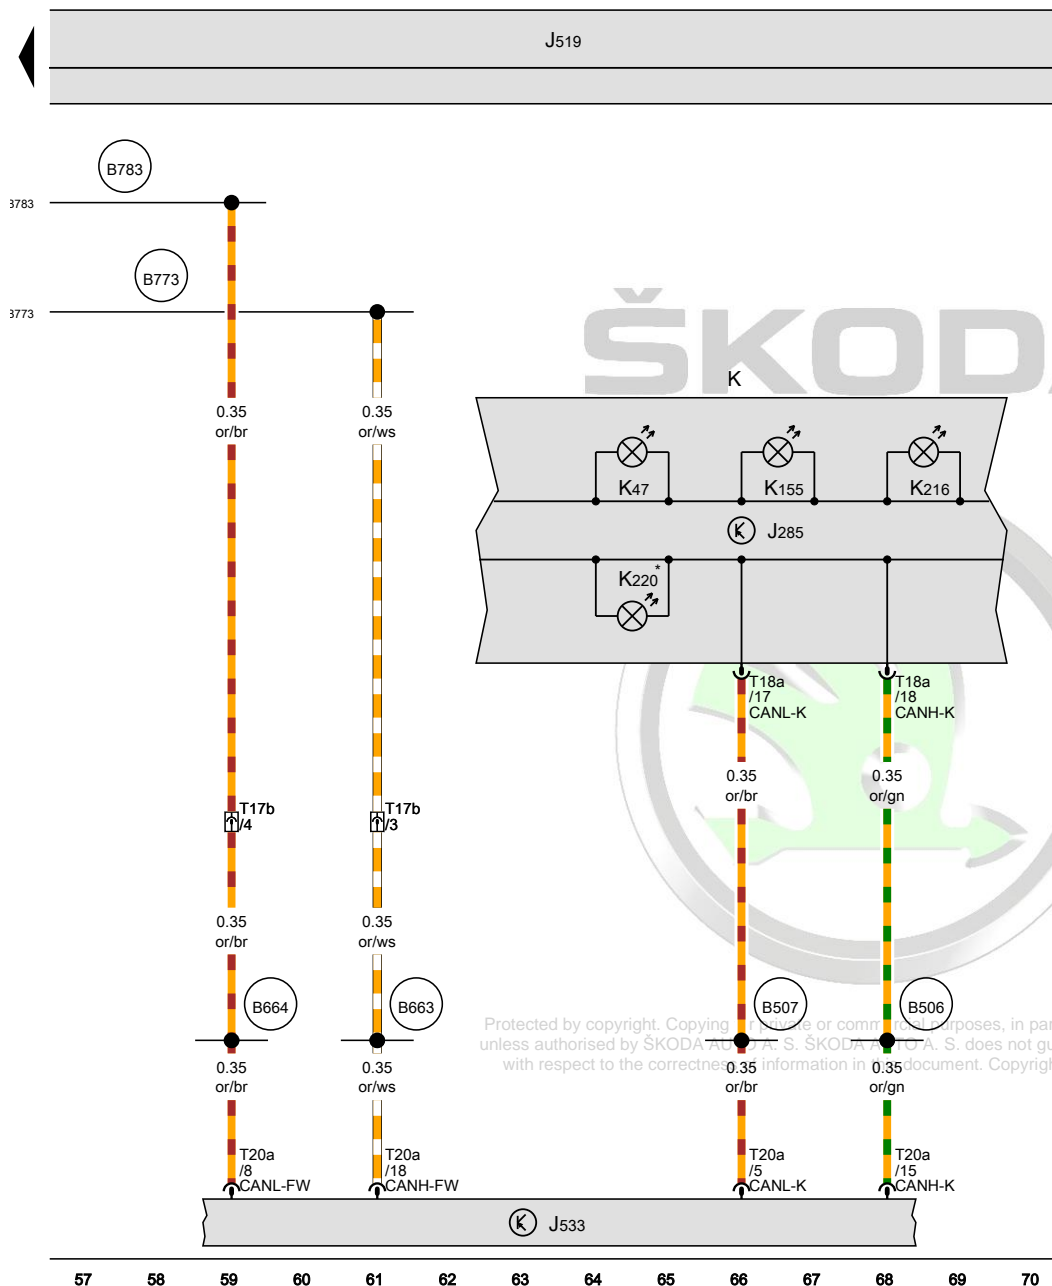 J519
B783
B783
B773
B773
ŠKODA
K
0.35
or/br
0.35
or/ws
K47
K155
K216
J285
K220*
T18a
/17
CANL-K
T18a
/18
CANH-K
0.35
or/br
0.35
or/gn
T17b
/4
T17b
/3
0.35
or/br
0.35
or/ws
B664
B663
B507
B506
Protected by copyright. Copying for private or commercial purposes, in par
unless authorised by ŠKODA AUTO A. S. ŠKODA AUTO A. S. does not gu
with respect to the correctness of information in this document. Copyrigh
0.35
or/br
0.35
or/ws
0.35
or/br
0.35
or/gn
T20a
/8
CANL-FW
T20a
/18
CANH-FW
T20a
/5
CANL-K
T20a
/15
CANH-K
J533
57 58 59 60 61 62 63 64 65 66 67 68 69 70